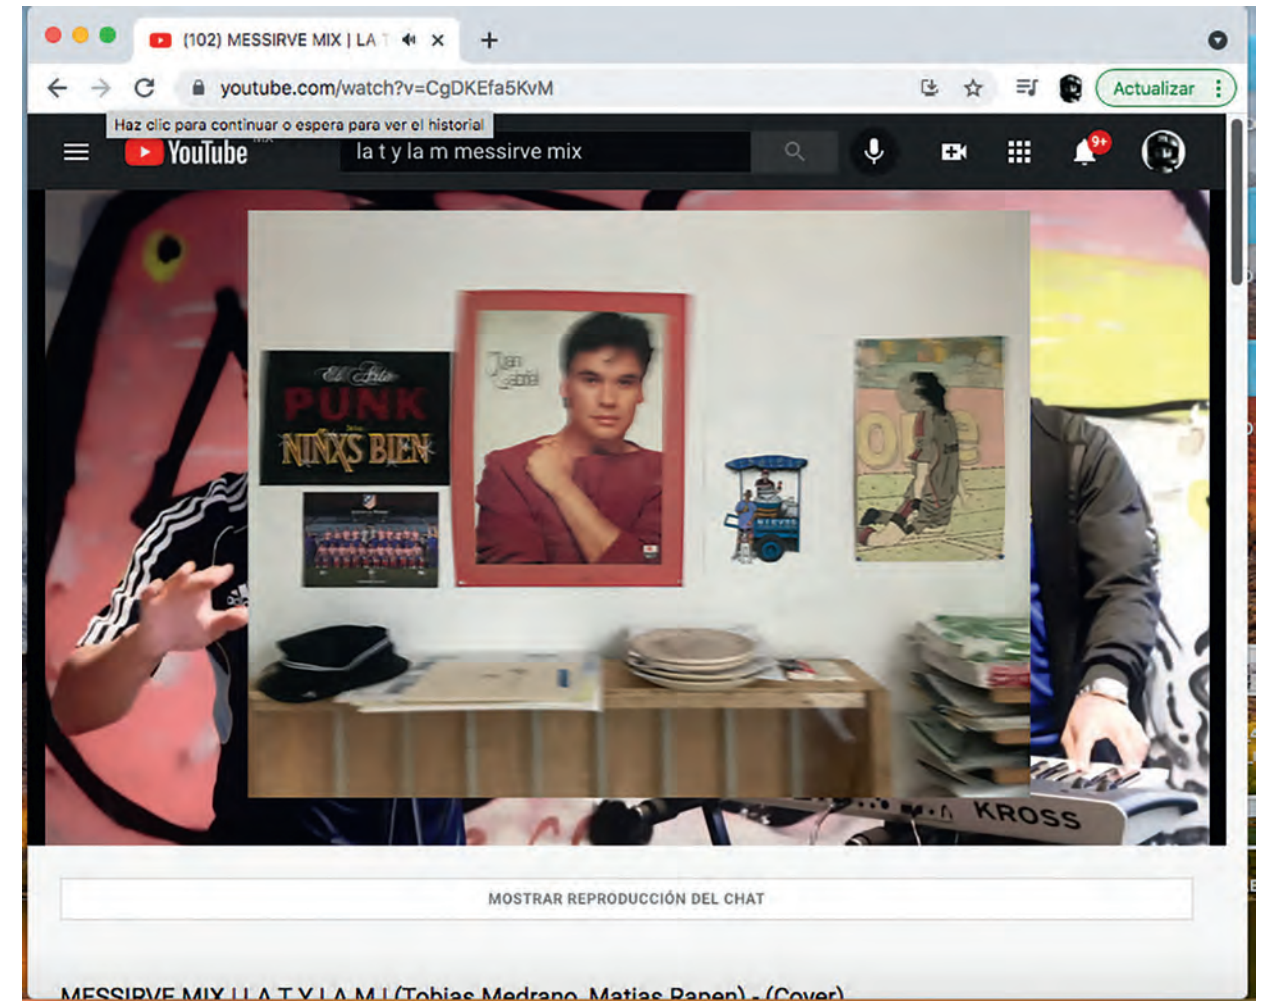 (102) MESSIRVE MIX | LA T
youtube.com/watch?v=CgDKEfa5KvM
Actualizar
Haz clic para continuar o espera para ver el historial
YouTube
la t y la m messirve mix
9+
El Arte
PUNK
NIÑXS BIEN
Juan
Gabriel
one
NIEVES
KROSS
MOSTRAR REPRODUCCIÓN DEL CHAT
MESSIRVE MIX | LA T Y LA M | (Tobias Medrano, Matias Rapen) - (Cover)